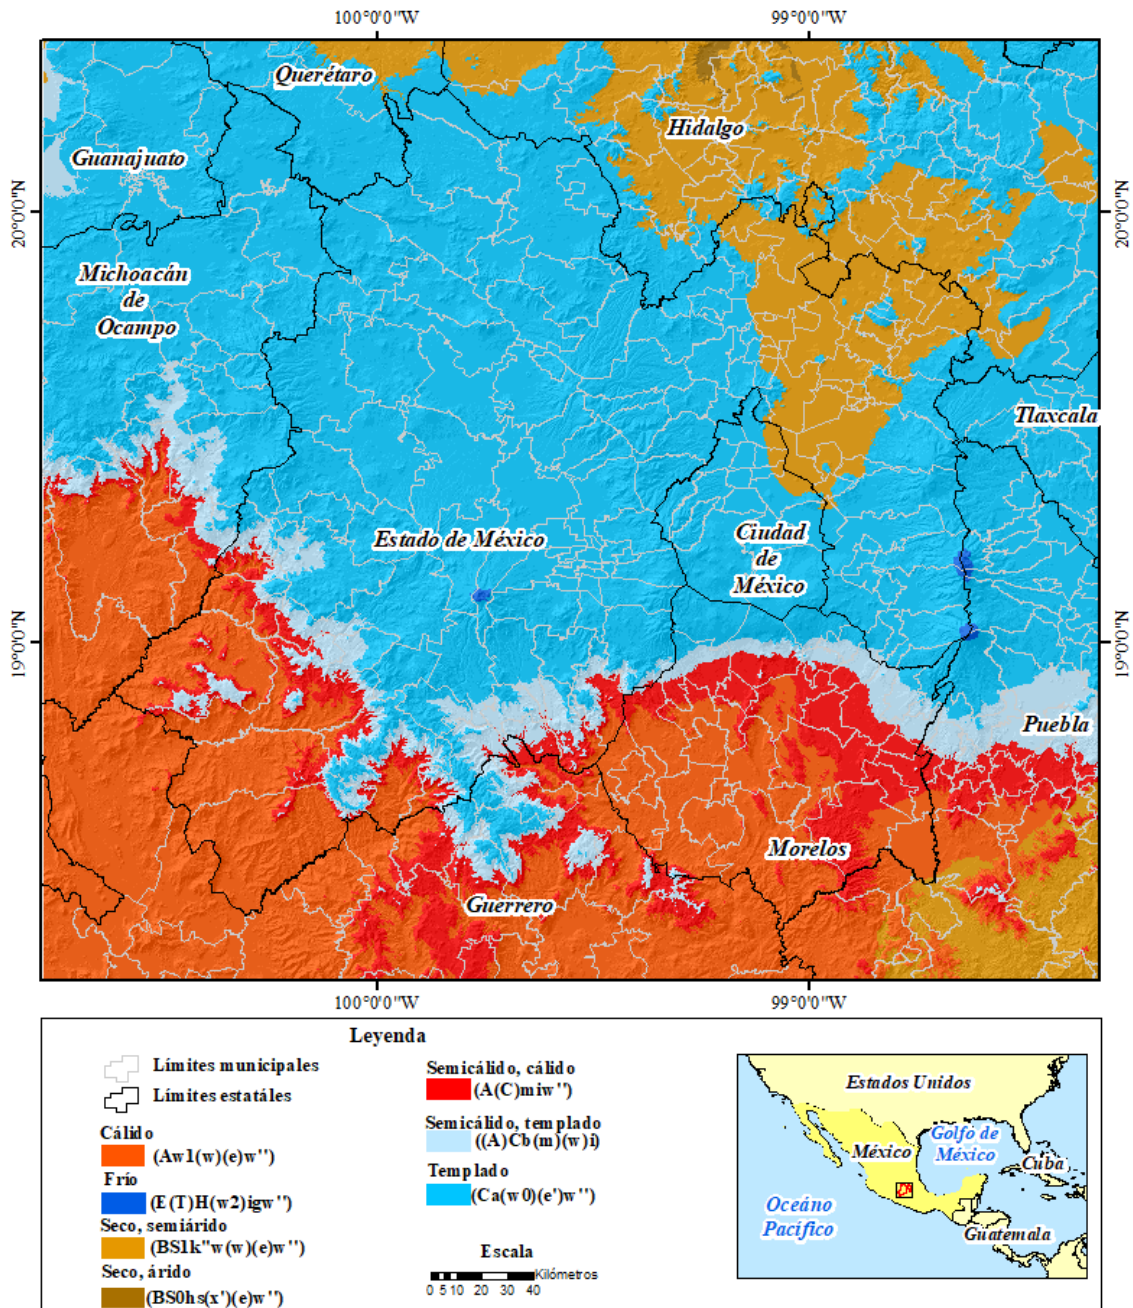 100°0'0"W
99°0'0"W
Querétaro
Hidalgo
Guanajuato
20°0'0"N
20°0'0"N
Michoacán
de
Ocampo
Tlaxcala
Estado de México
Ciudad
de
México
19°0'0"N
19°0'0"N
Puebla
Morelos
Guerrero
100°0'0"W
99°0'0"W
Leyenda
Límites municipales
Límites estatáles
Cálido
(Aw1(w)(e)w'')
Frío
(E(T)H(w2)igw'')
Seco, semiárido
(BS1k"w(w)(e)w'')
Seco, árido
(BS0hs(x')(e)w'')
Semicálido, cálido
(A(C)miw'')
Semicálido, templado
((A)Cb(m)(w)i)
Templado
(Ca(w0)(e')w'')
Escala
Kilómetros
0 5 10 20 30 40
Estados Unidos
México
Golfo de
México
Cuba
Oceáno
Pacífico
Guatemala